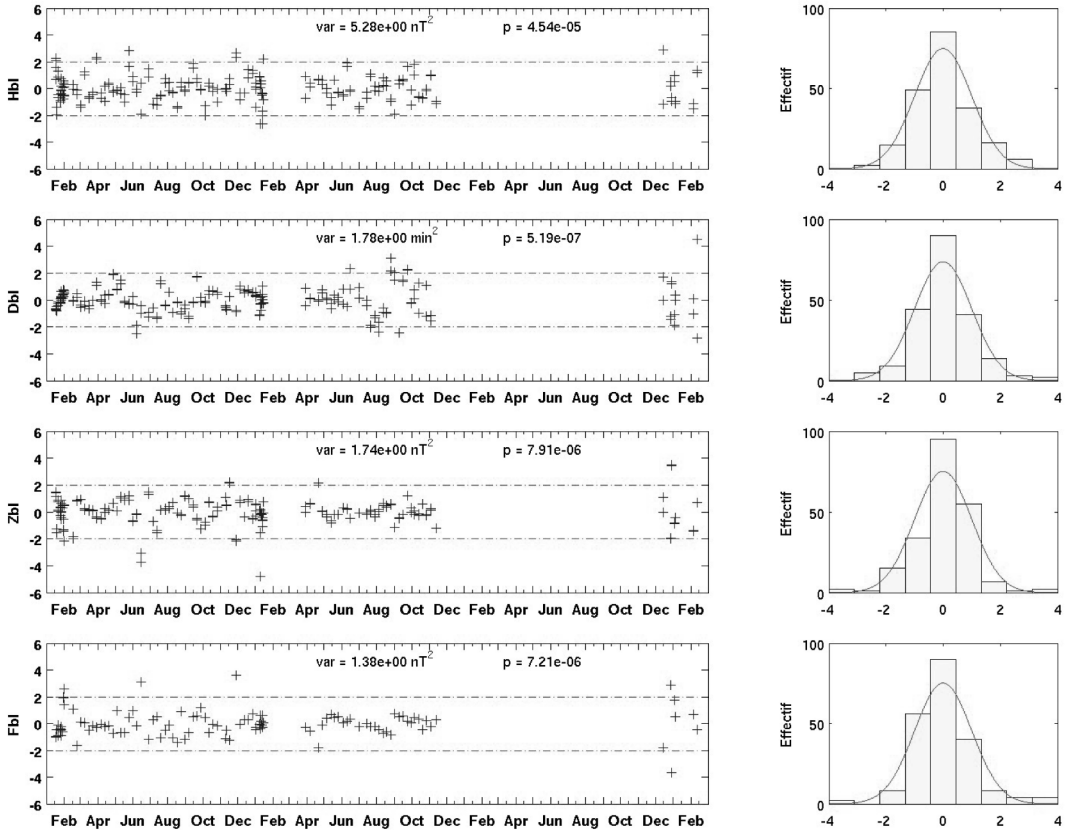 var = 5.28e+00 nT² p = 4.54e-05
Hbl
6
4
2
0
-2
-4
-6
Feb Apr Jun Aug Oct Dec Feb Apr Jun Aug Oct Dec Feb Apr Jun Aug Oct Dec Feb
Effectif
100
50
0
-4 -2 0 2 4
var = 1.78e+00 min² p = 5.19e-07
Dbl
6
4
2
0
-2
-4
-6
Feb Apr Jun Aug Oct Dec Feb Apr Jun Aug Oct Dec Feb Apr Jun Aug Oct Dec Feb
Effectif
100
50
0
-4 -2 0 2 4
var = 1.74e+00 nT² p = 7.91e-06
Zbl
6
4
2
0
-2
-4
-6
Feb Apr Jun Aug Oct Dec Feb Apr Jun Aug Oct Dec Feb Apr Jun Aug Oct Dec Feb
Effectif
100
50
0
-4 -2 0 2 4
var = 1.38e+00 nT² p = 7.21e-06
Fbl
6
4
2
0
-2
-4
-6
Feb Apr Jun Aug Oct Dec Feb Apr Jun Aug Oct Dec Feb Apr Jun Aug Oct Dec Feb
Effectif
100
50
0
-4 -2 0 2 4